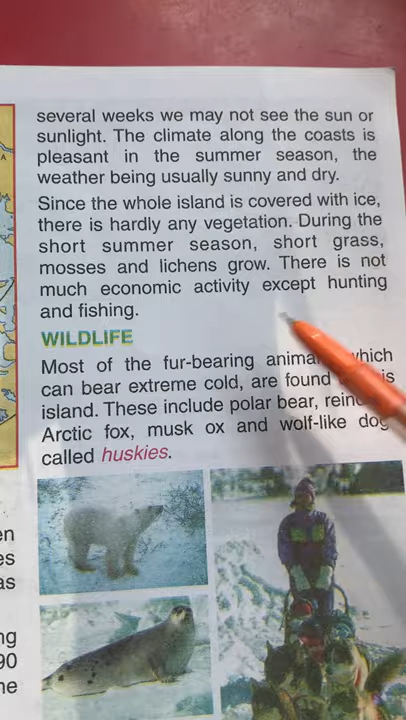 several weeks we may not see the sun or
sunlight. The climate along the coasts is
pleasant in the summer season, the
weather being usually sunny and dry.
Since the whole island is covered with ice,
there is hardly any vegetation. During the
short summer season, short grass,
mosses and lichens grow. There is not
much economic activity except hunting
and fishing.
WILDLIFE
Most of the fur-bearing which
can bear extreme cold, are found
island. These include polar bear,
Arctic fox, musk ox and wolf-like
called huskies.